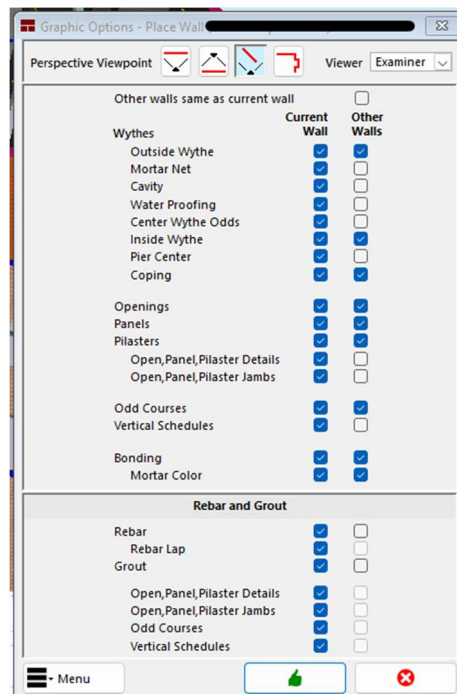 Graphic Options - Place Wall
Perspective Viewpoint Viewer Examiner
Other walls same as current wall
Current Other
Wythes Wall Walls
Outside Wythe
Mortar Net
Cavity
Water Proofing
Center Wythe Odds
Inside Wythe
Pier Center
Coping
Openings
Panels
Pilasters
Open,Panel,Pilaster Details
Open,Panel,Pilaster Jambs
Odd Courses
Vertical Schedules
Bonding
Mortar Color
Rebar and Grout
Rebar
Rebar Lap
Grout
Open,Panel,Pilaster Details
Open,Panel,Pilaster Jambs
Odd Courses
Vertical Schedules
Menu